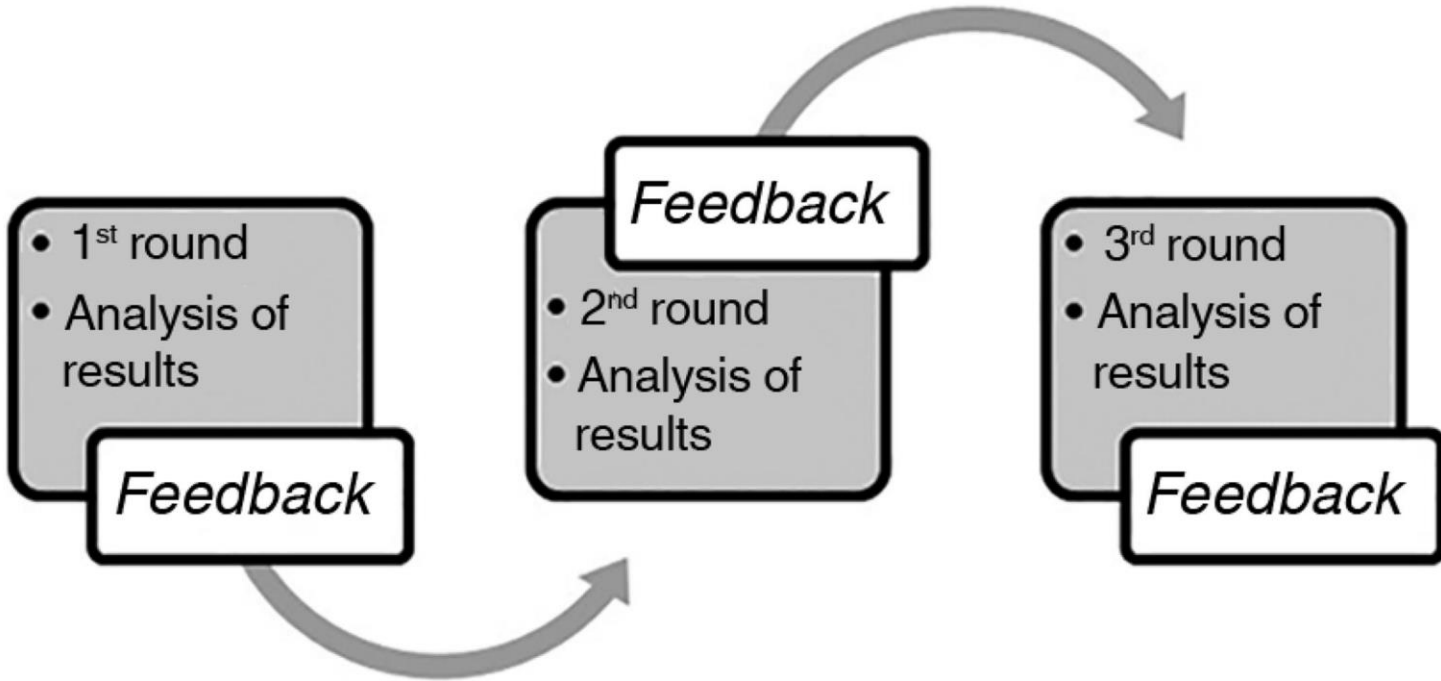 • 1st round
• Analysis of
results
Feedback
Feedback
• 2nd round
• Analysis of
results
• 3rd round
• Analysis of
results
Feedback